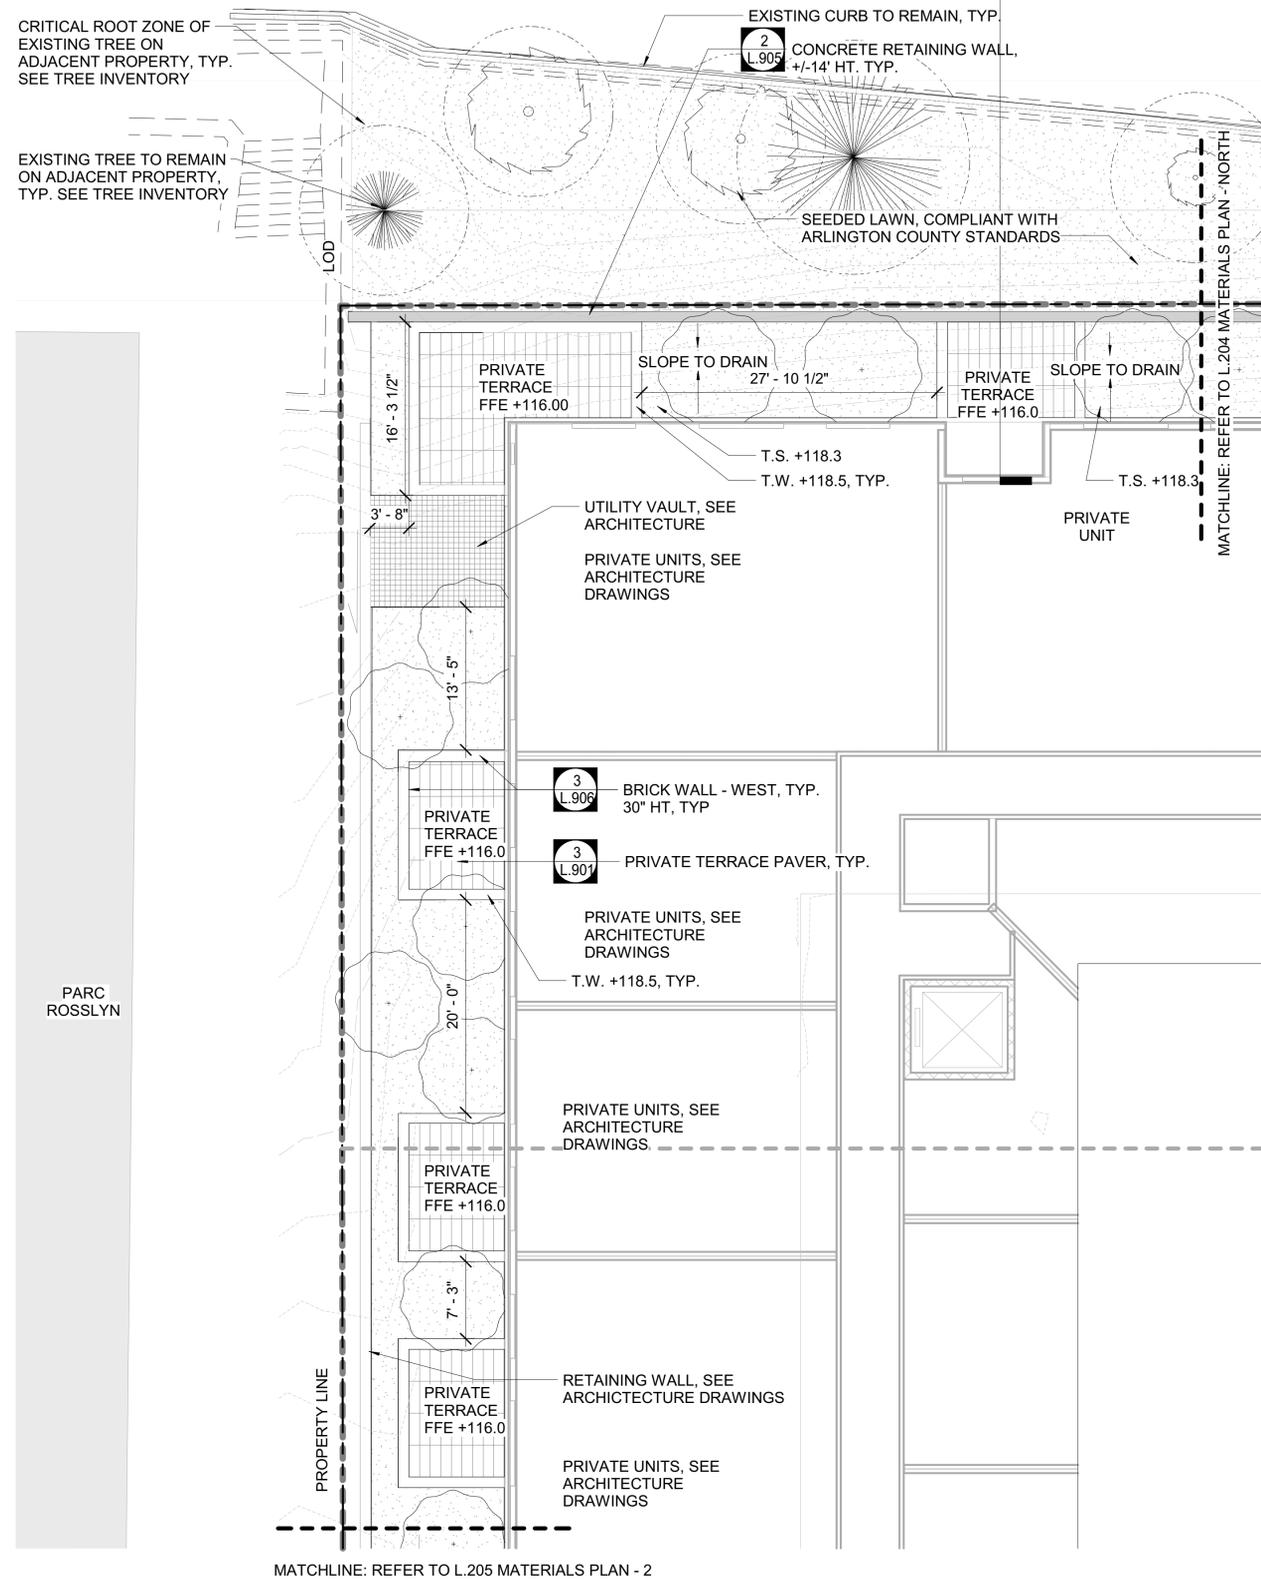 CRITICAL ROOT ZONE OF
EXISTING TREE ON
ADJACENT PROPERTY, TYP.
SEE TREE INVENTORY
EXISTING CURB TO REMAIN, TYP.
2
L.905
CONCRETE RETAINING WALL,
+/-14' HT. TYP.
EXISTING TREE TO REMAIN
ON ADJACENT PROPERTY,
TYP. SEE TREE INVENTORY
SEEDED LAWN, COMPLIANT WITH
ARLINGTON COUNTY STANDARDS
LOD
MATCHLINE: REFER TO L.204 MATERIALS PLAN - NORTH
16' - 3 1/2"
PRIVATE
TERRACE
FFE +116.00
SLOPE TO DRAIN
27' - 10 1/2"
PRIVATE
TERRACE
FFE +116.0
SLOPE TO DRAIN
T.S. +118.3
T.W. +118.5, TYP.
T.S. +118.3
3' - 8"
UTILITY VAULT, SEE
ARCHITECTURE
PRIVATE
UNIT
PRIVATE UNITS, SEE
ARCHITECTURE
DRAWINGS
13' - 5"
3
L.906
BRICK WALL - WEST, TYP.
30" HT, TYP
PRIVATE
TERRACE
FFE +116.0
3
L.901
PRIVATE TERRACE PAVER, TYP.
PRIVATE UNITS, SEE
ARCHITECTURE
DRAWINGS
T.W. +118.5, TYP.
PARC
ROSSLYN
20' - 0"
PRIVATE UNITS, SEE
ARCHITECTURE
DRAWINGS
PRIVATE
TERRACE
FFE +116.0
7' - 3"
RETAINING WALL, SEE
ARCHICTECTURE DRAWINGS
PRIVATE
TERRACE
FFE +116.0
PROPERTY LINE
PRIVATE UNITS, SEE
ARCHITECTURE
DRAWINGS
MATCHLINE: REFER TO L.205 MATERIALS PLAN - 2